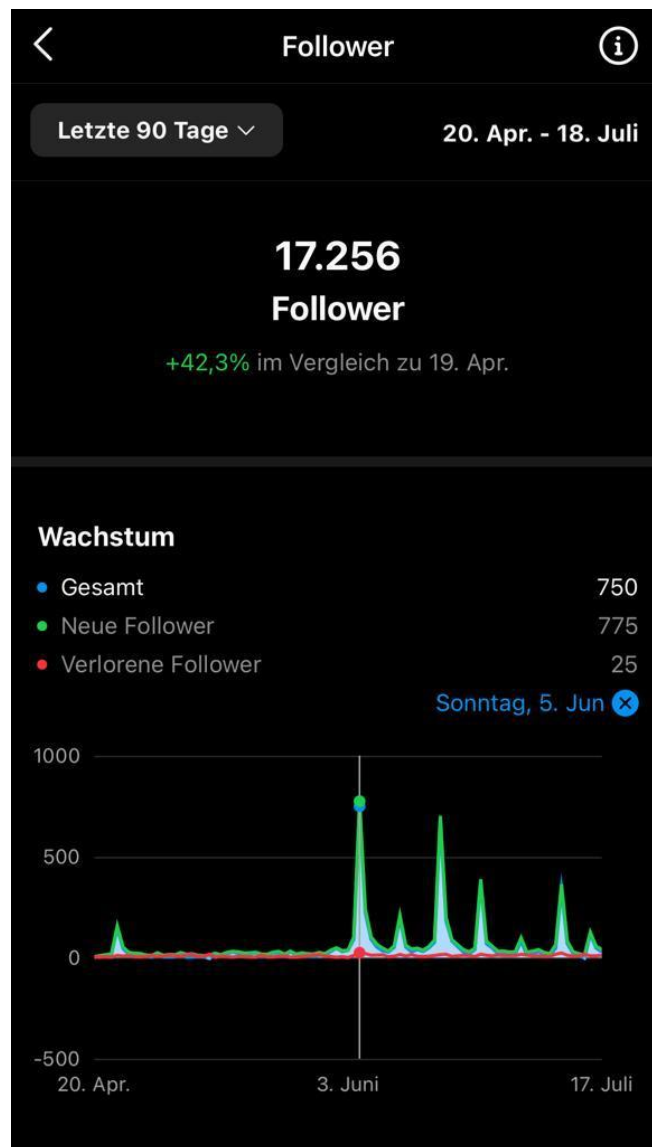 Follower
Letzte 90 Tage
20. Apr. - 18. Juli
17.256
Follower
+42,3% im Vergleich zu 19. Apr.
Wachstum
Gesamt 750
Neue Follower 775
Verlorene Follower 25
Sonntag, 5. Jun
1000
500
0
-500
20. Apr. 3. Juni 17. Juli